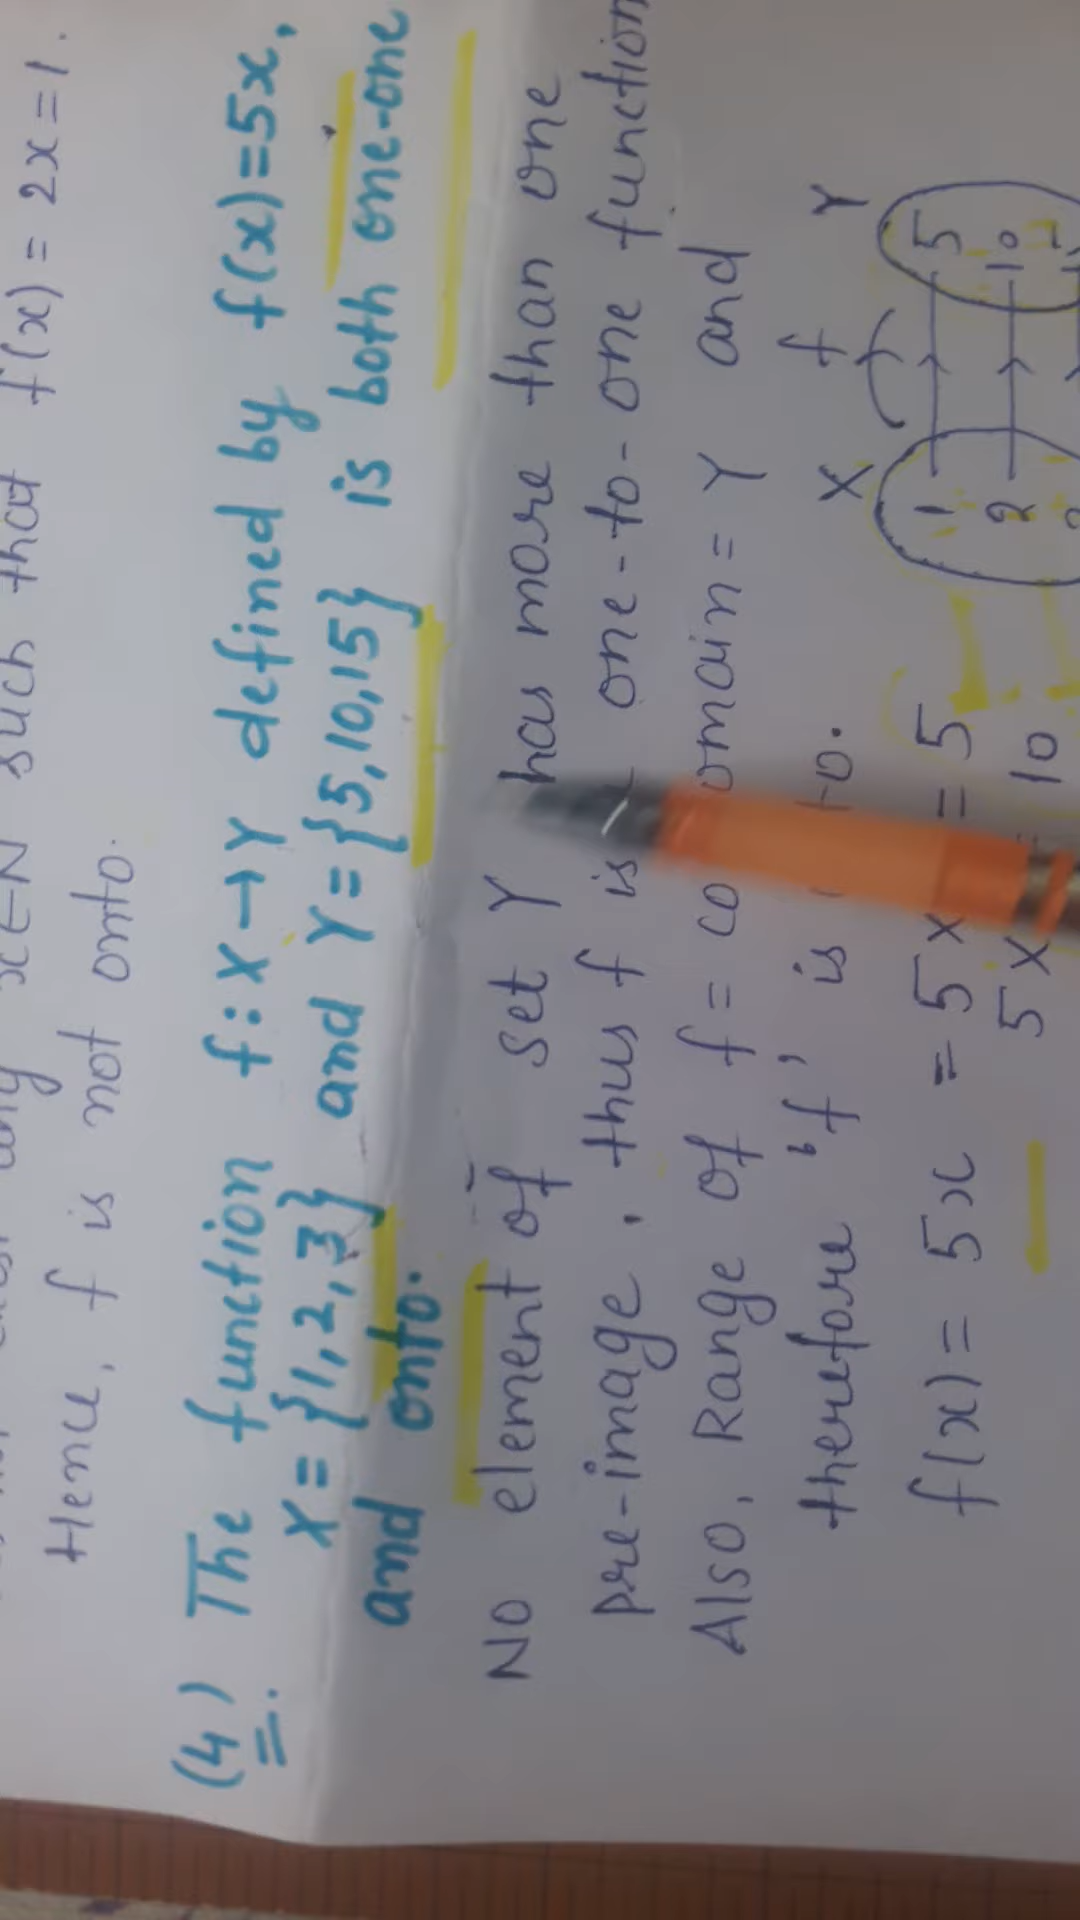 such that f(x) = 2x = 1.
Hence, f is not onto.
(4) The function f : X → Y defined by f(x) = 5x,
X = {1, 2, 3} and Y = {5, 10, 15} is both one-one
and onto.
No element of set Y has more than one
pre-image, thus f is one-to-one function
Also, Range of f = co omain = Y and
therefore 'f' is
X f Y
f(x) = 5x = 5x = 5
5x 10
1 5
2 10